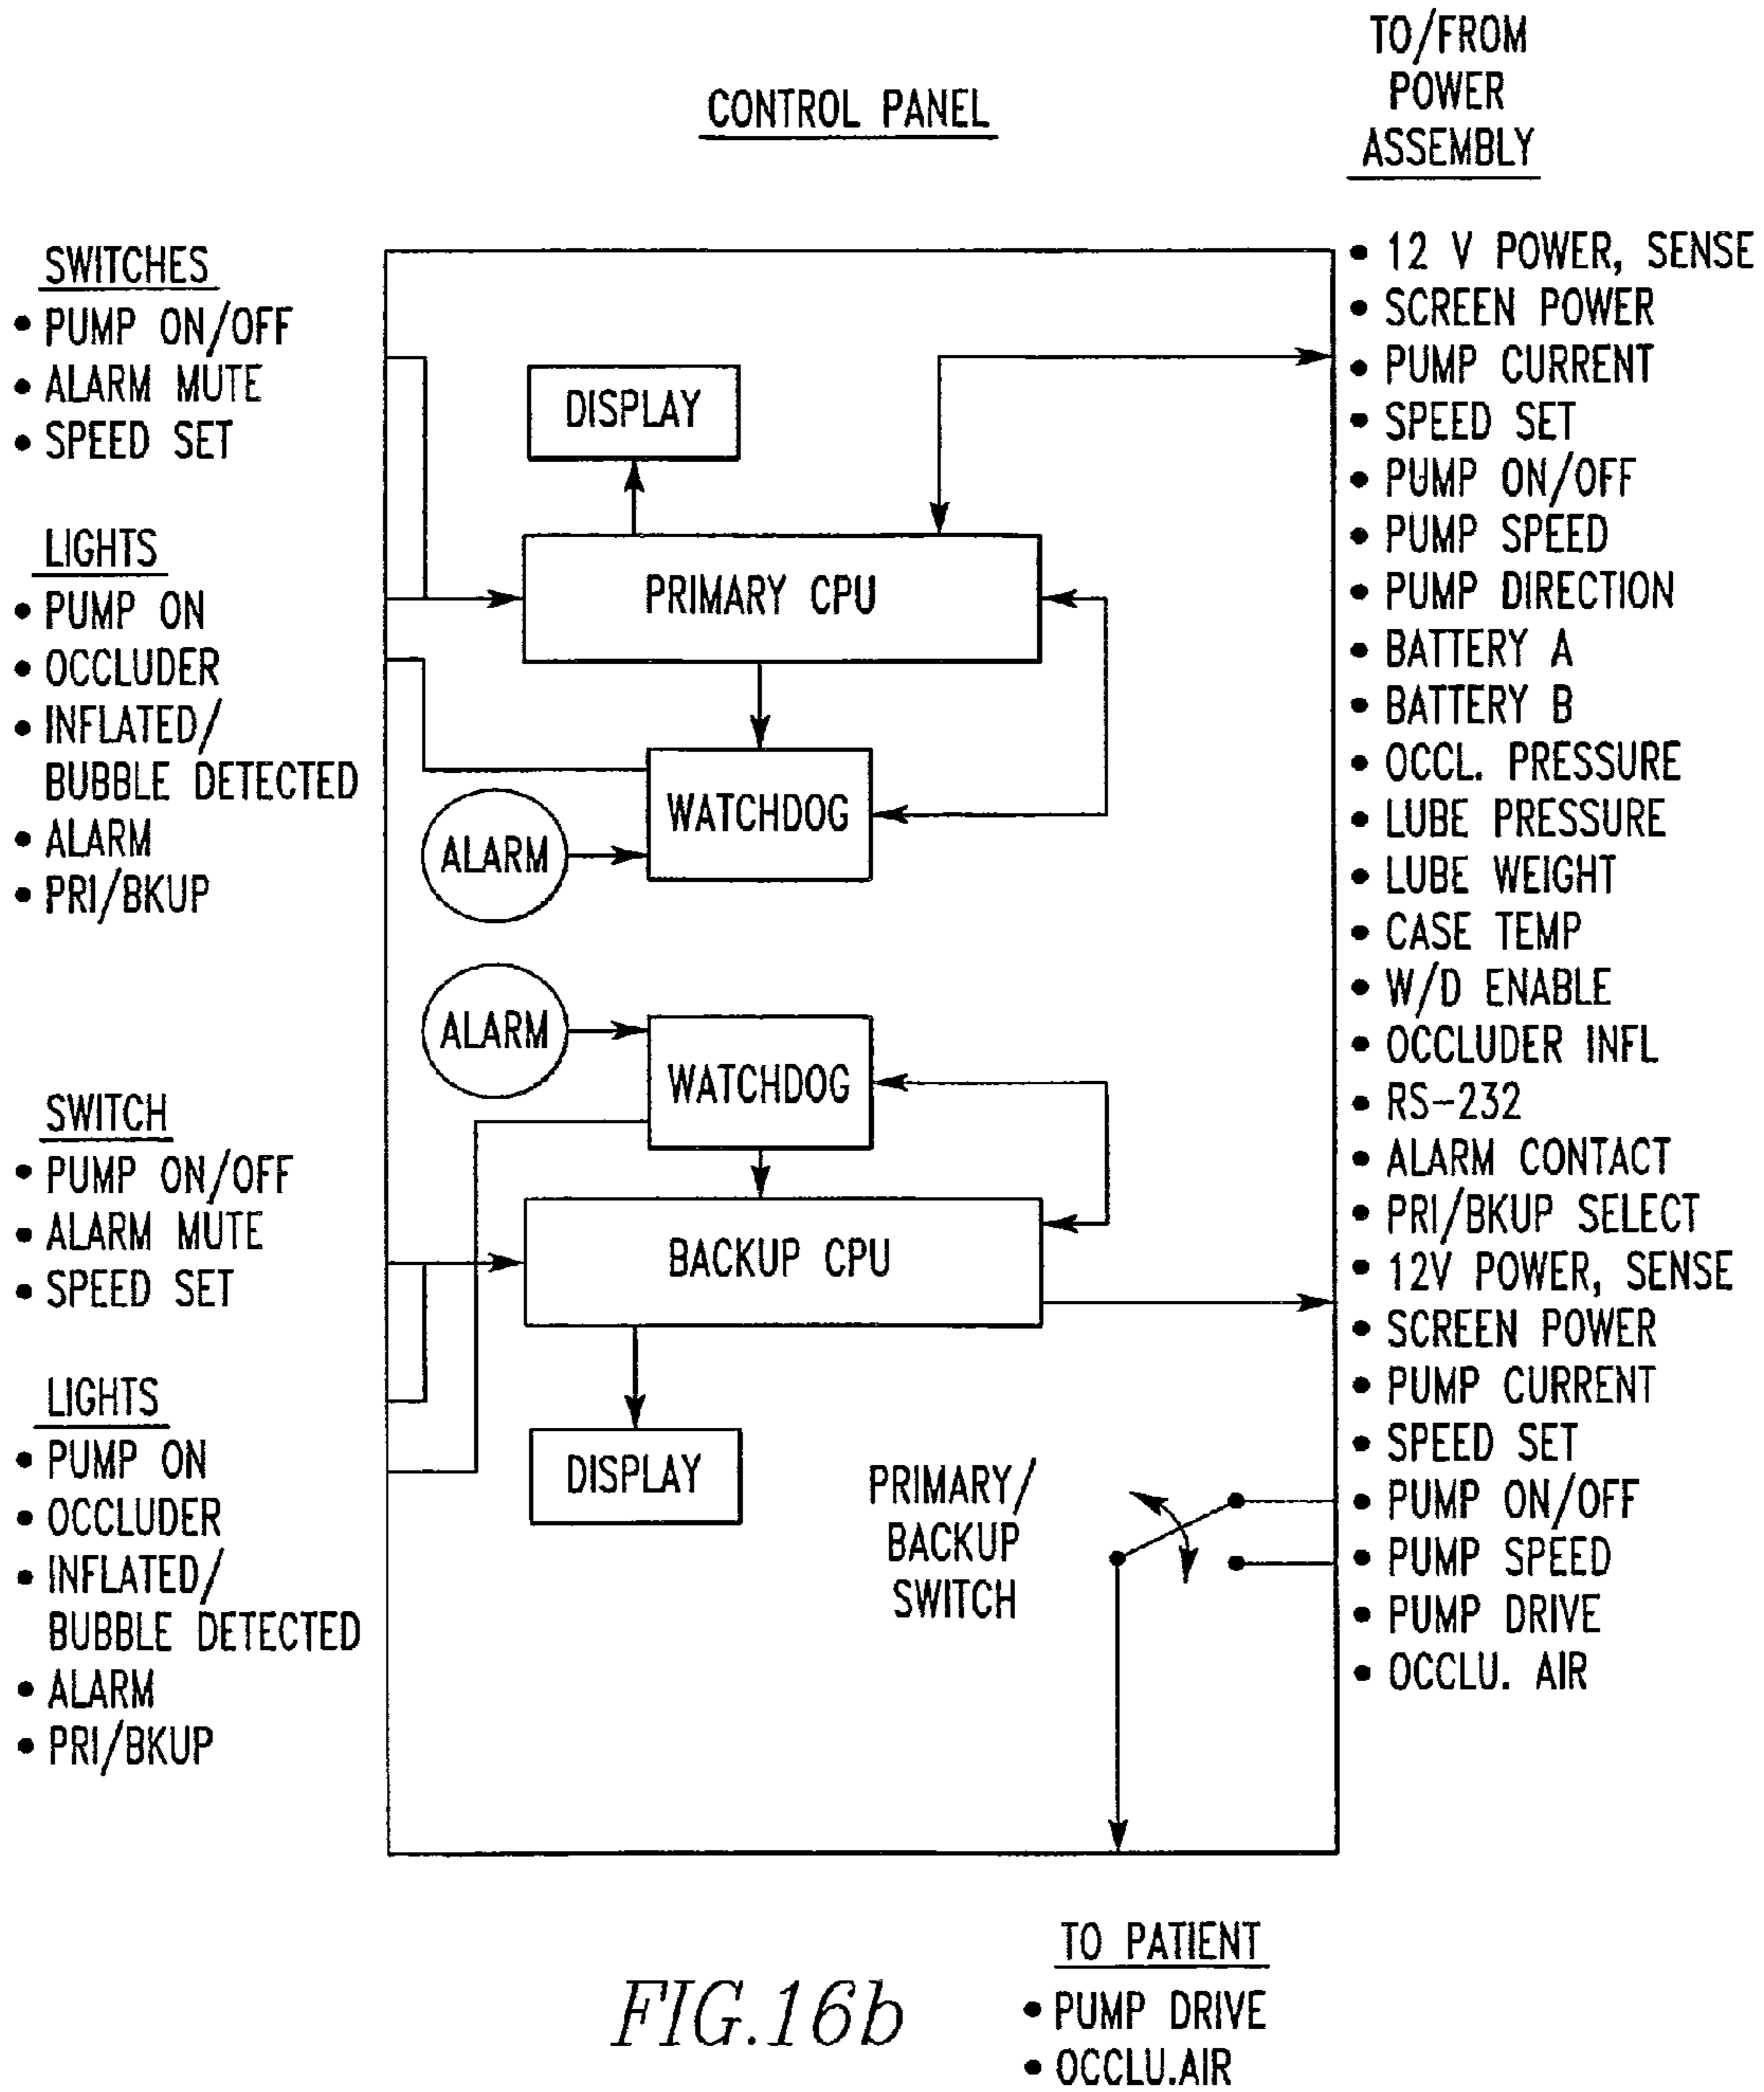 CONTROL PANEL
TO/FROM
POWER
ASSEMBLY
SWITCHES
• PUMP ON/OFF
• ALARM MUTE
• SPEED SET
LIGHTS
• PUMP ON
• OCCLUDER
• INFLATED/
BUBBLE DETECTED
• ALARM
• PRI/BKUP
SWITCH
• PUMP ON/OFF
• ALARM MUTE
• SPEED SET
LIGHTS
• PUMP ON
• OCCLUDER
• INFLATED/
BUBBLE DETECTED
• ALARM
• PRI/BKUP
DISPLAY
PRIMARY CPU
WATCHDOG
ALARM
ALARM
WATCHDOG
BACKUP CPU
DISPLAY
PRIMARY/
BACKUP
SWITCH
• 12 V POWER, SENSE
• SCREEN POWER
• PUMP CURRENT
• SPEED SET
• PUMP ON/OFF
• PUMP SPEED
• PUMP DIRECTION
• BATTERY A
• BATTERY B
• OCCL. PRESSURE
• LUBE PRESSURE
• LUBE WEIGHT
• CASE TEMP
• W/D ENABLE
• OCCLUDER INFL
• RS-232
• ALARM CONTACT
• PRI/BKUP SELECT
• 12V POWER, SENSE
• SCREEN POWER
• PUMP CURRENT
• SPEED SET
• PUMP ON/OFF
• PUMP SPEED
• PUMP DRIVE
• OCCLU. AIR
TO PATIENT
• PUMP DRIVE
• OCCLU.AIR
FIG.16b